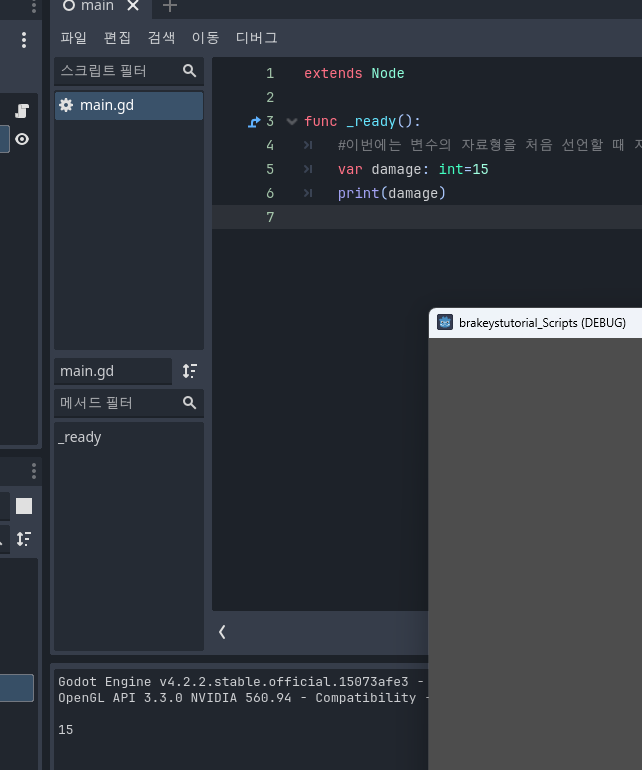 main
파일 편집 검색 이동 디버그
스크립트 필터
main.gd
1 extends Node
2
3 func _ready():
4 #이번에는 변수의 자료형을 처음 선언할 때
5 var damage: int=15
6 print(damage)
7
brakeystutorial_Scripts (DEBUG)
main.gd
메서드 필터
_ready
Godot Engine v4.2.2.stable.official.15073afe3 -
OpenGL API 3.3.0 NVIDIA 560.94 - Compatibility -
15